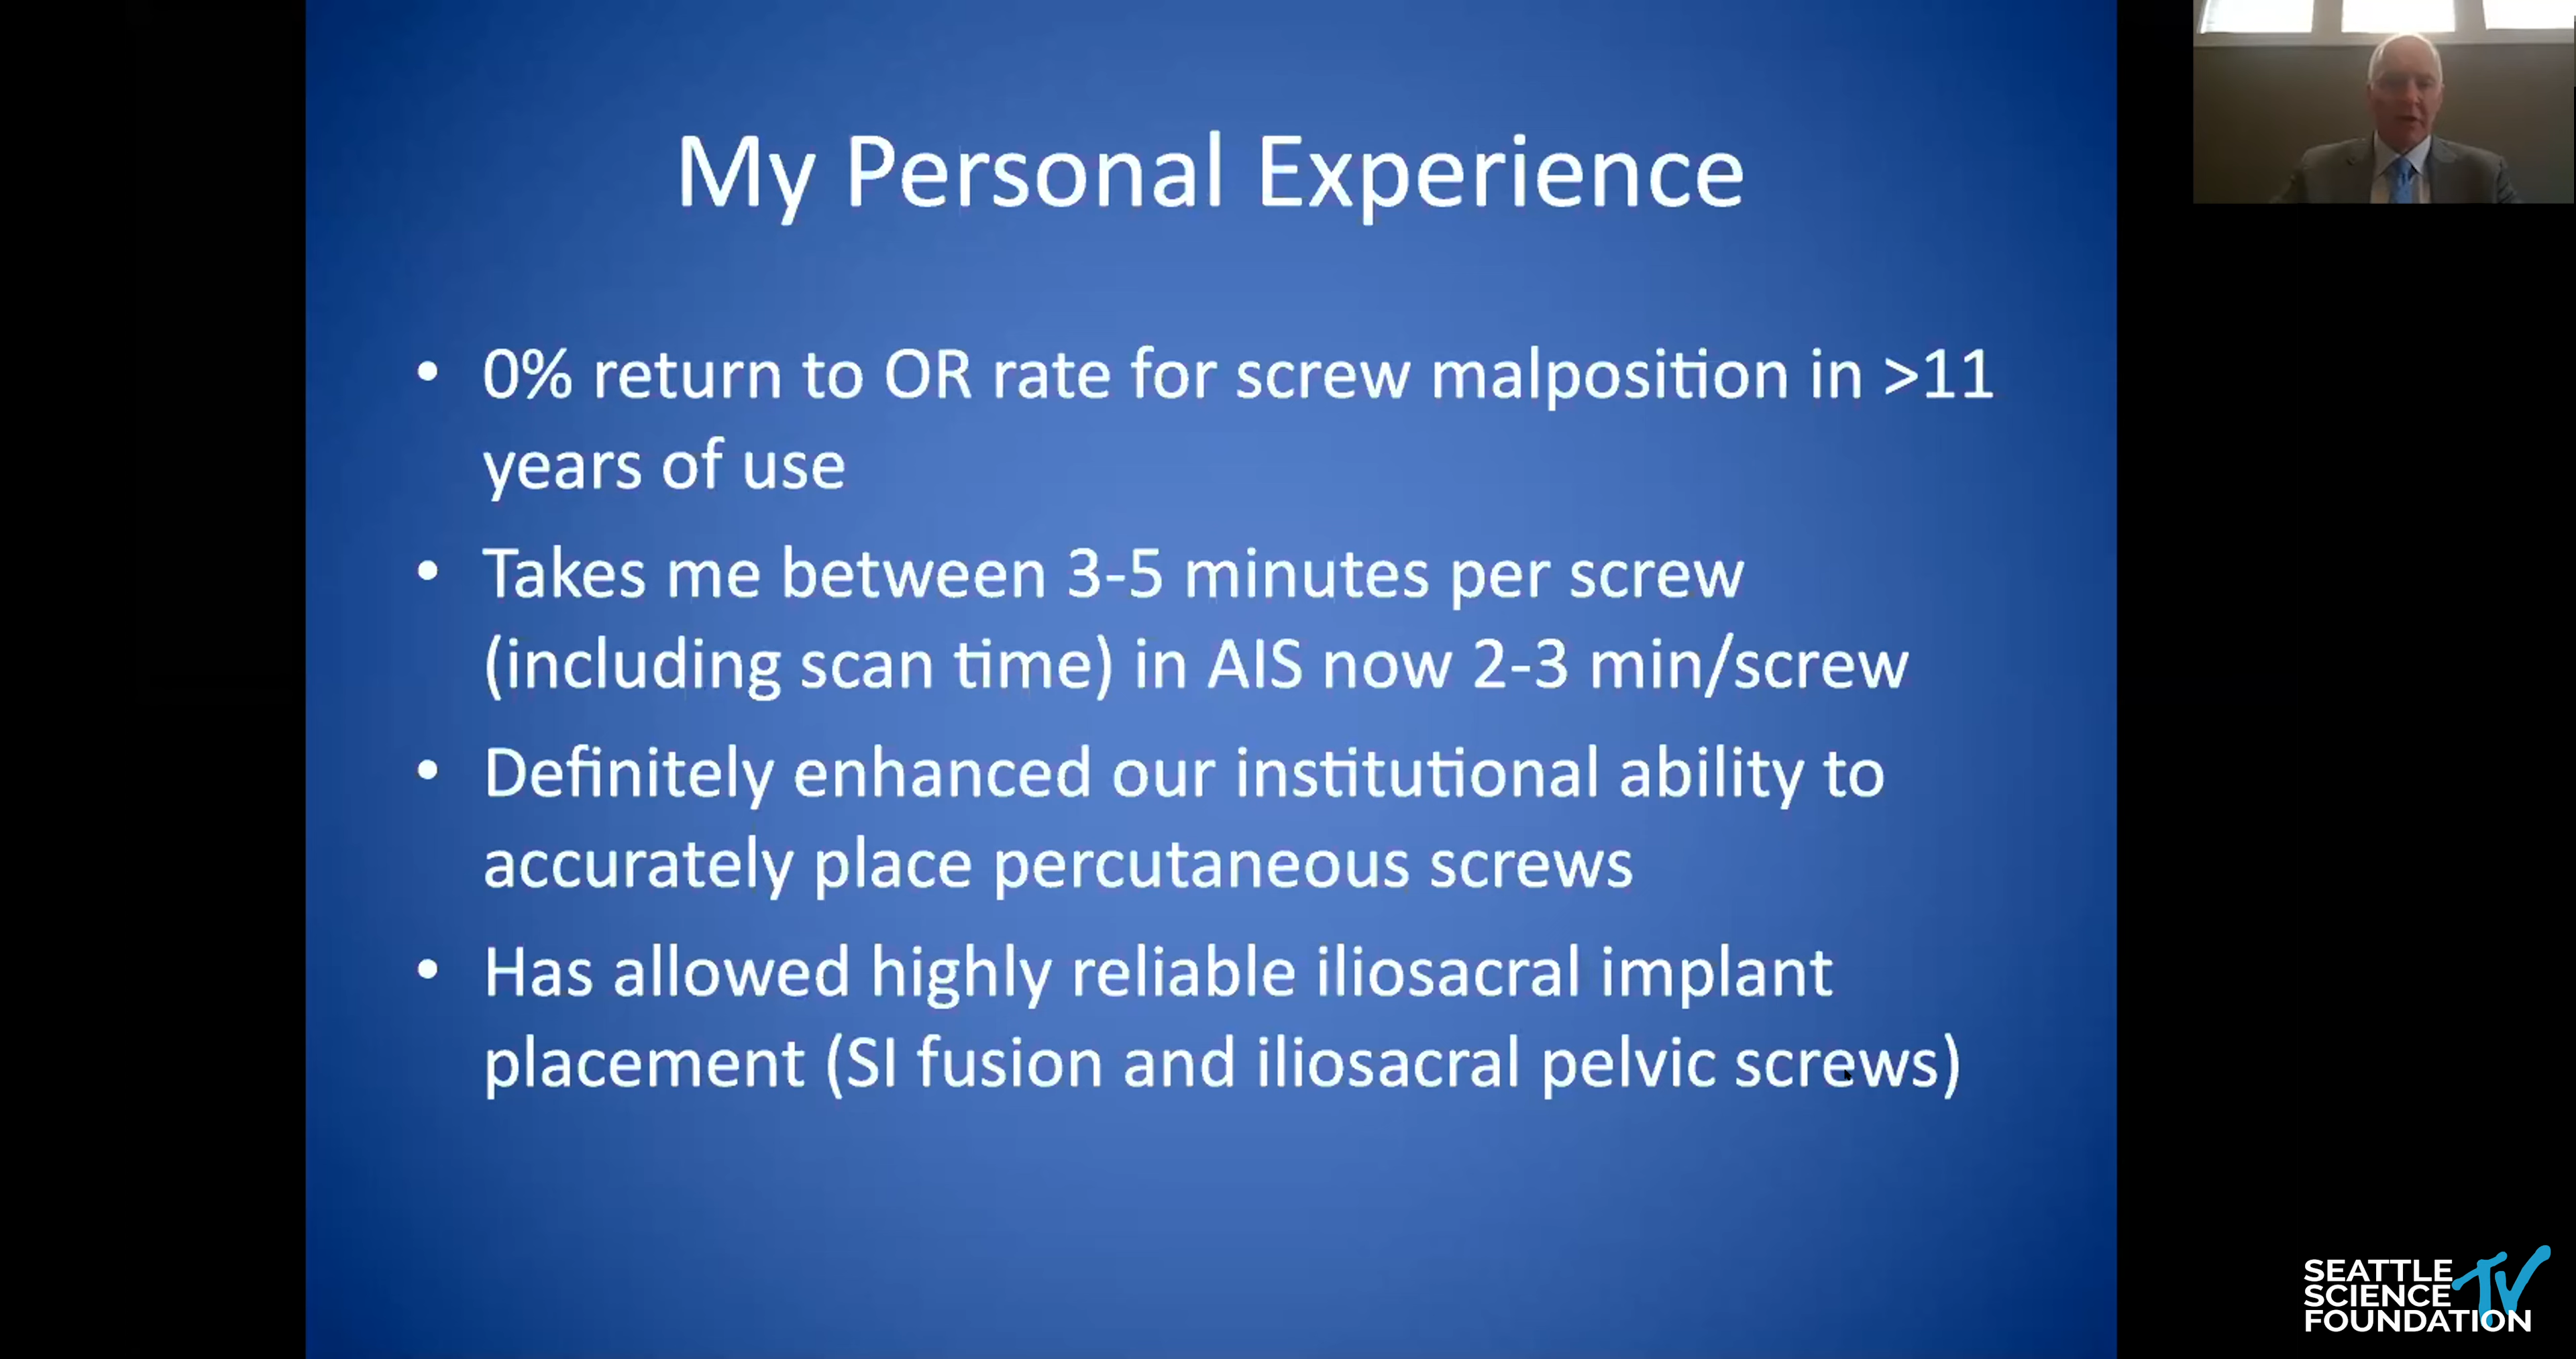 My Personal Experience
• 0% return to OR rate for screw malposition in >11
years of use
• Takes me between 3-5 minutes per screw
(including scan time) in AIS now 2-3 min/screw
• Definitely enhanced our institutional ability to
accurately place percutaneous screws
• Has allowed highly reliable iliosacral implant
placement (SI fusion and iliosacral pelvic screws)
SEATTLE
SCIENCE TV
FOUNDATION